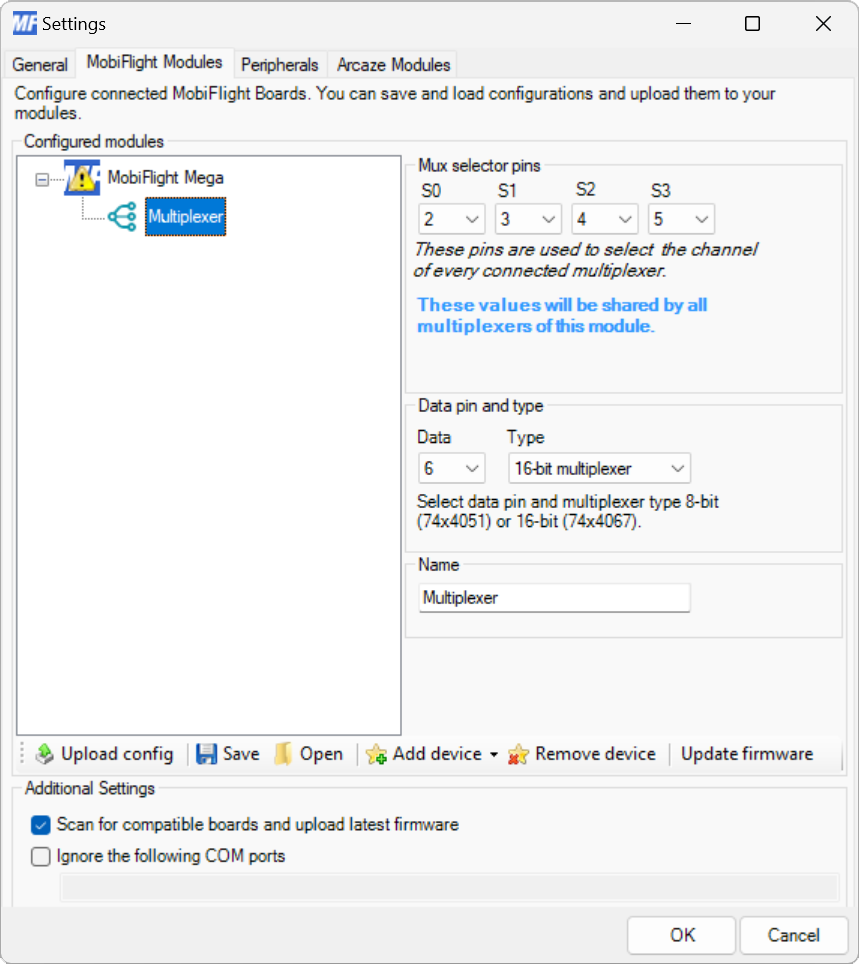 MF Settings
General MobiFlight Modules Peripherals Arcaze Modules
Configure connected MobiFlight Boards. You can save and load configurations and upload them to your
modules.
Configured modules
MobiFlight Mega
Multiplexer
Mux selector pins
S0 S1 S2 S3
2 3 4 5
These pins are used to select the channel
of every connected multiplexer.
These values will be shared by all
multiplexers of this module.
Data pin and type
Data Type
6 16-bit multiplexer
Select data pin and multiplexer type 8-bit
(74x4051) or 16-bit (74x4067).
Name
Multiplexer
Upload config Save Open Add device Remove device Update firmware
Additional Settings
Scan for compatible boards and upload latest firmware
Ignore the following COM ports
OK Cancel